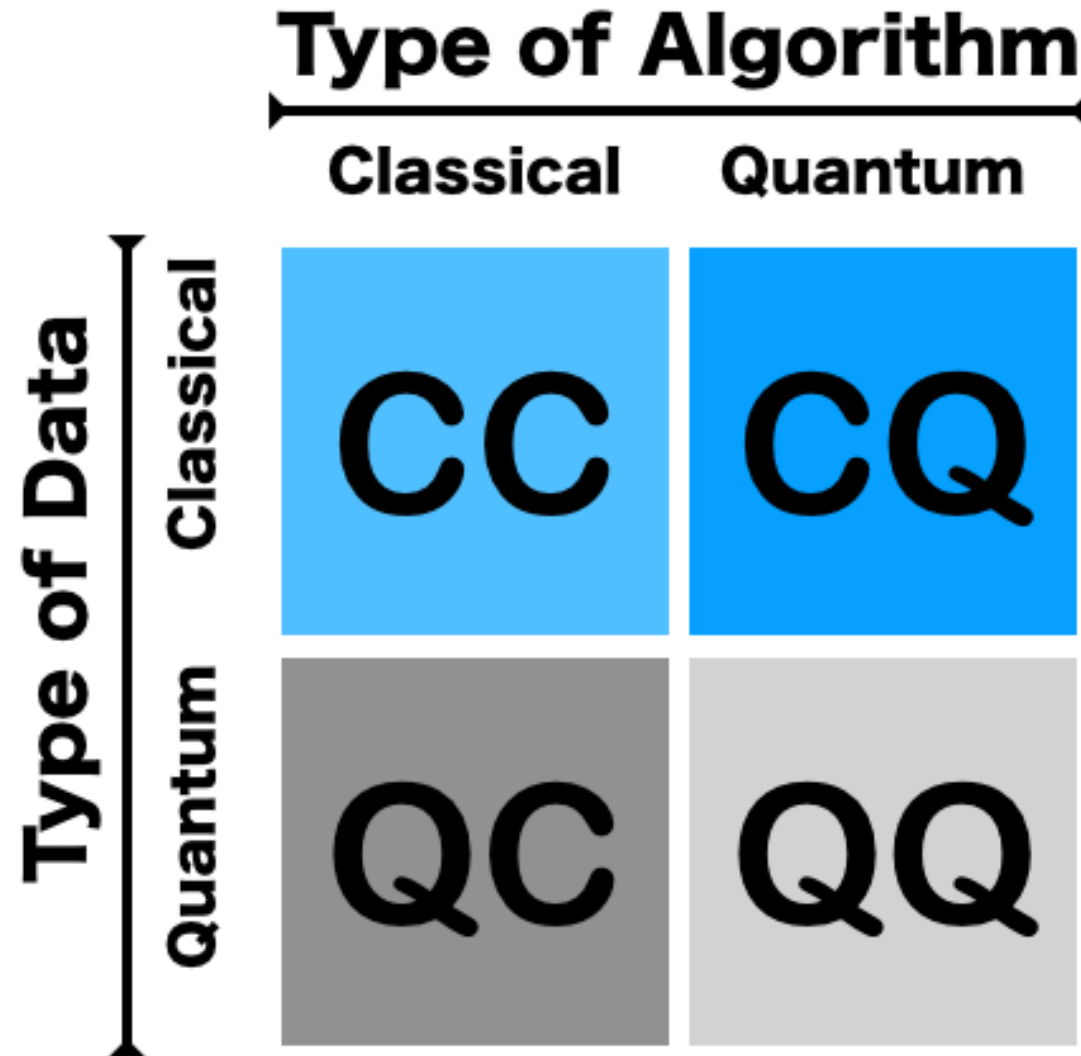 Type of Algorithm
Classical Quantum
Type of Data
Classical
CC CQ
Quantum
QC QQ